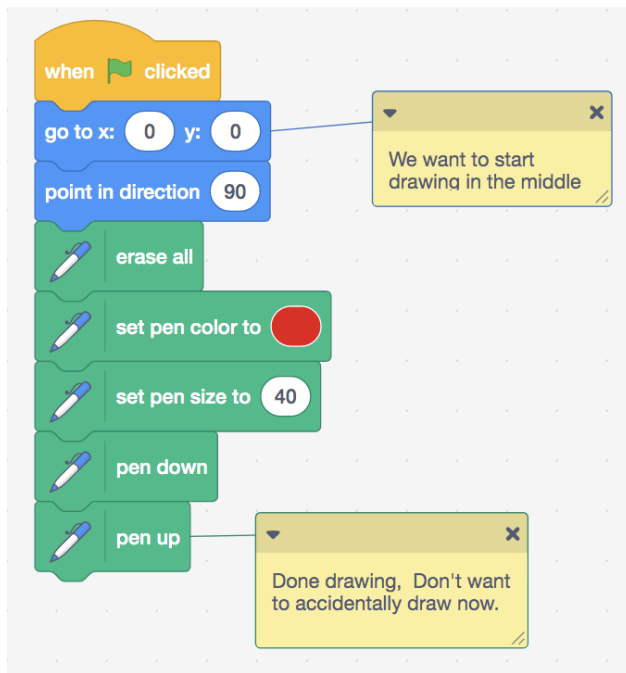 when clicked
go to x: 0 y: 0
We want to start
drawing in the middle
point in direction 90
erase all
set pen color to
set pen size to 40
pen down
pen up
Done drawing,  Don't want
to accidentally draw now.